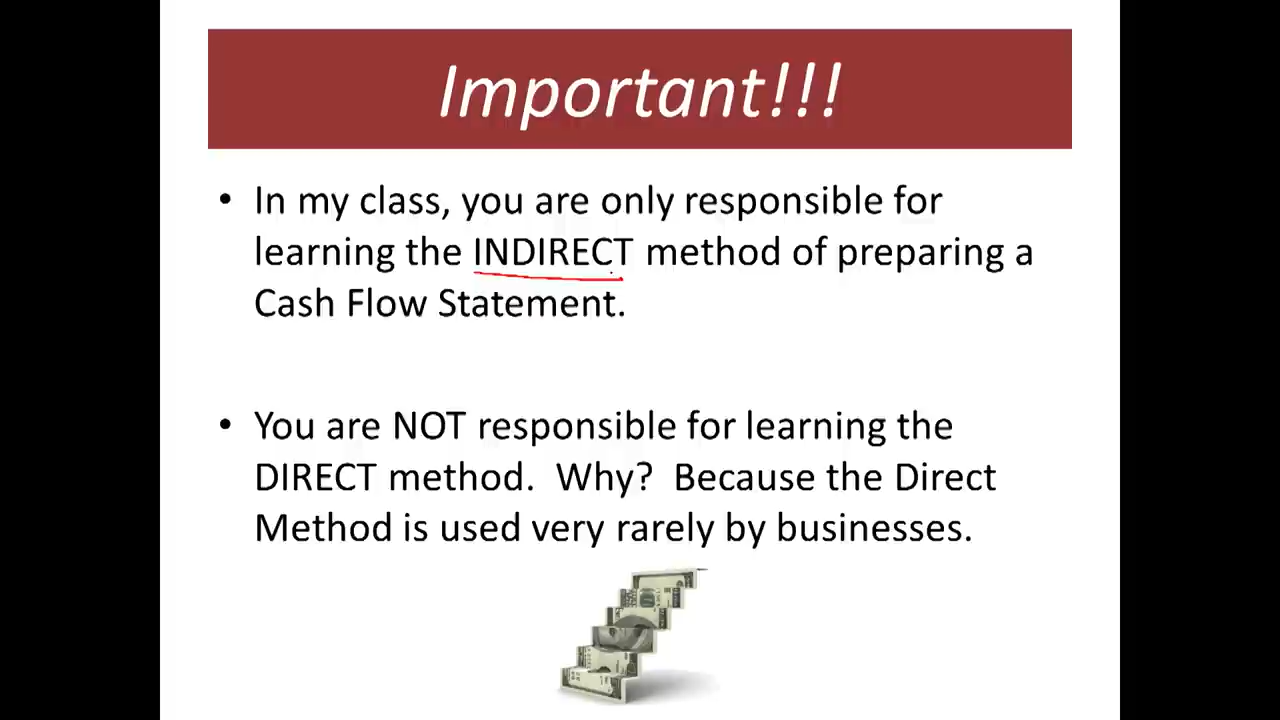 Important!!!
• In my class, you are only responsible for
learning the INDIRECT method of preparing a
Cash Flow Statement.
• You are NOT responsible for learning the
DIRECT method.  Why?  Because the Direct
Method is used very rarely by businesses.